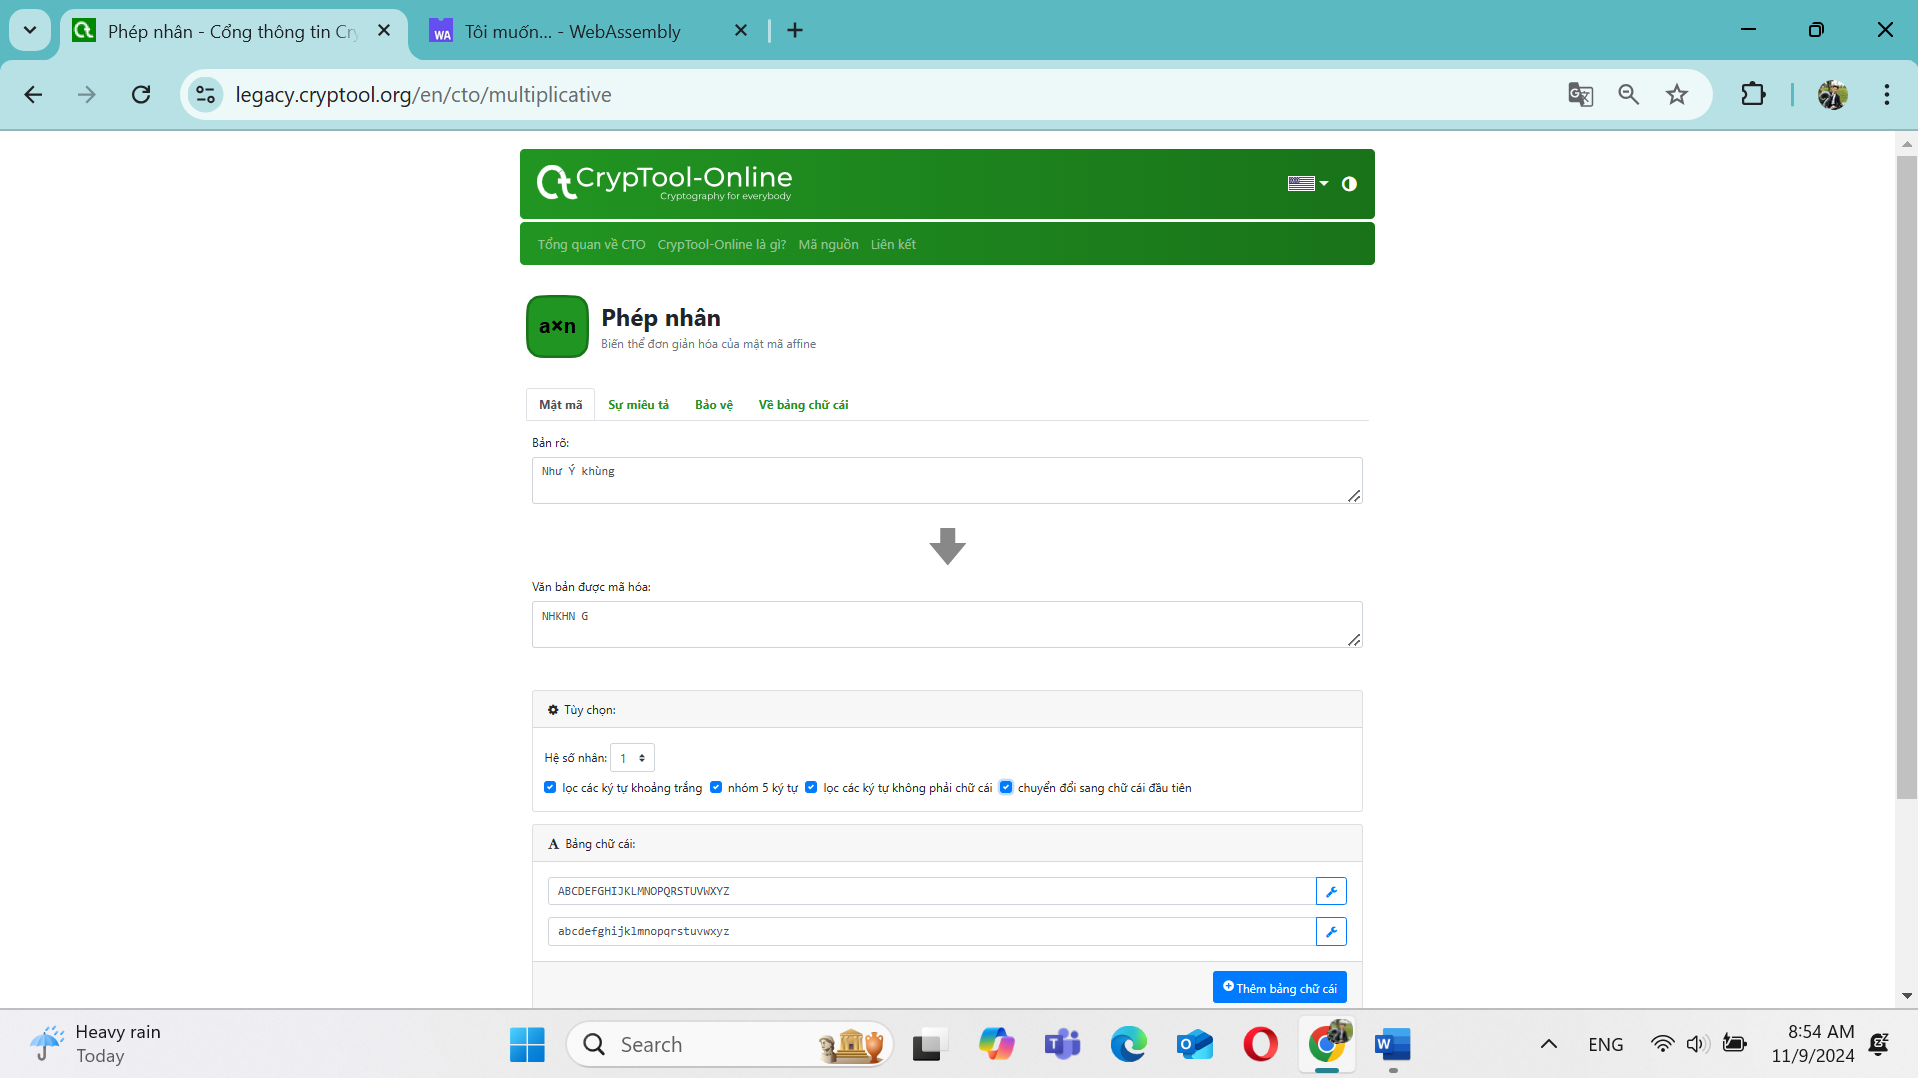 Phép nhân - Cổng thông tin Cry
WA
Tôi muốn... - WebAssembly
legacy.cryptool.org/en/cto/multiplicative
CrypTool-Online
Cryptography for everybody
Tổng quan về CTO CrypTool-Online là gì? Mã nguồn Liên kết
a×n
Phép nhân
Biến thể đơn giản hóa của mật mã affine
Mật mã Sự miêu tả Bảo vệ Về bảng chữ cái
Bản rõ:
Như Ý khùng
Văn bản được mã hóa:
NHKHN G
Tùy chọn:
Hệ số nhân: 1
lọc các ký tự khoảng trắng nhóm 5 ký tự lọc các ký tự không phải chữ cái chuyển đổi sang chữ cái đầu tiên
A Bảng chữ cái:
ABCDEFGHIJKLMNOPQRSTUVWXYZ
abcdefghijklmnopqrstuvwxyz
Thêm bảng chữ cái
Heavy rain
Today
Search
ENG
8:54 AM
11/9/2024